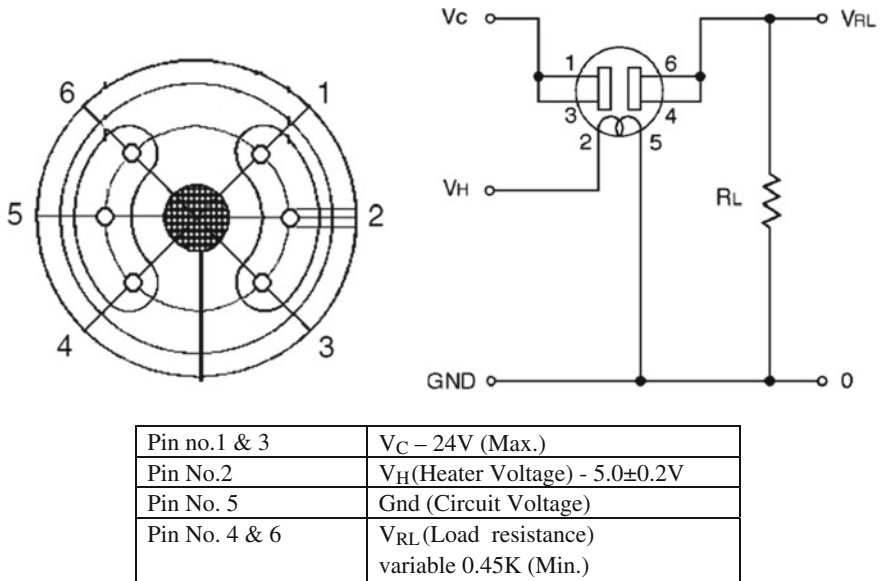 6
1
5
2
4
3
Vc
VRL
1
6
3
4
2
5
VH
RL
GND
0
Pin no.1 & 3 VC – 24V (Max.)
Pin No.2 VH(Heater Voltage) - 5.0±0.2V
Pin No. 5 Gnd (Circuit Voltage)
Pin No. 4 & 6 VRL(Load resistance)
variable 0.45K (Min.)